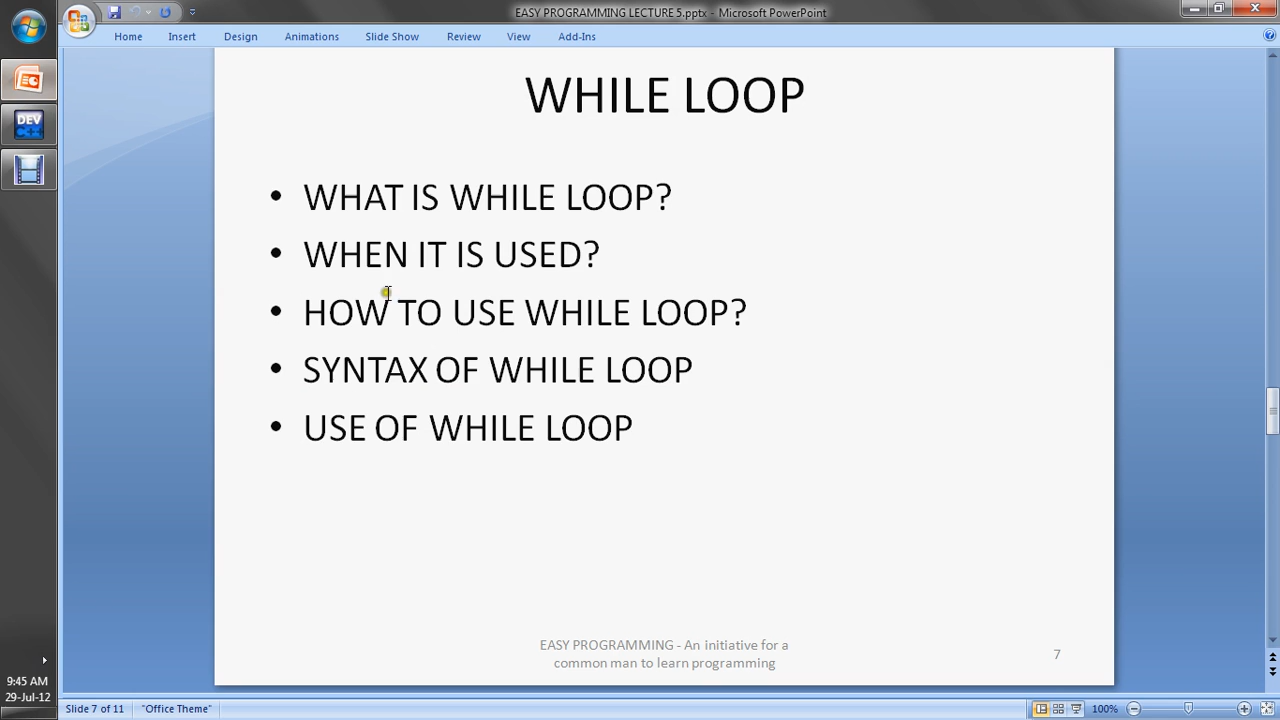 EASY PROGRAMMING LECTURE 5.pptx - Microsoft PowerPoint
Home Insert Design Animations Slide Show Review View Add-Ins
DEV
C++
WHILE LOOP
• WHAT IS WHILE LOOP?
• WHEN IT IS USED?
• HOW TO USE WHILE LOOP?
• SYNTAX OF WHILE LOOP
• USE OF WHILE LOOP
EASY PROGRAMMING - An initiative for a
common man to learn programming
7
9:45 AM
29-Jul-12
Slide 7 of 11 "Office Theme" 100%